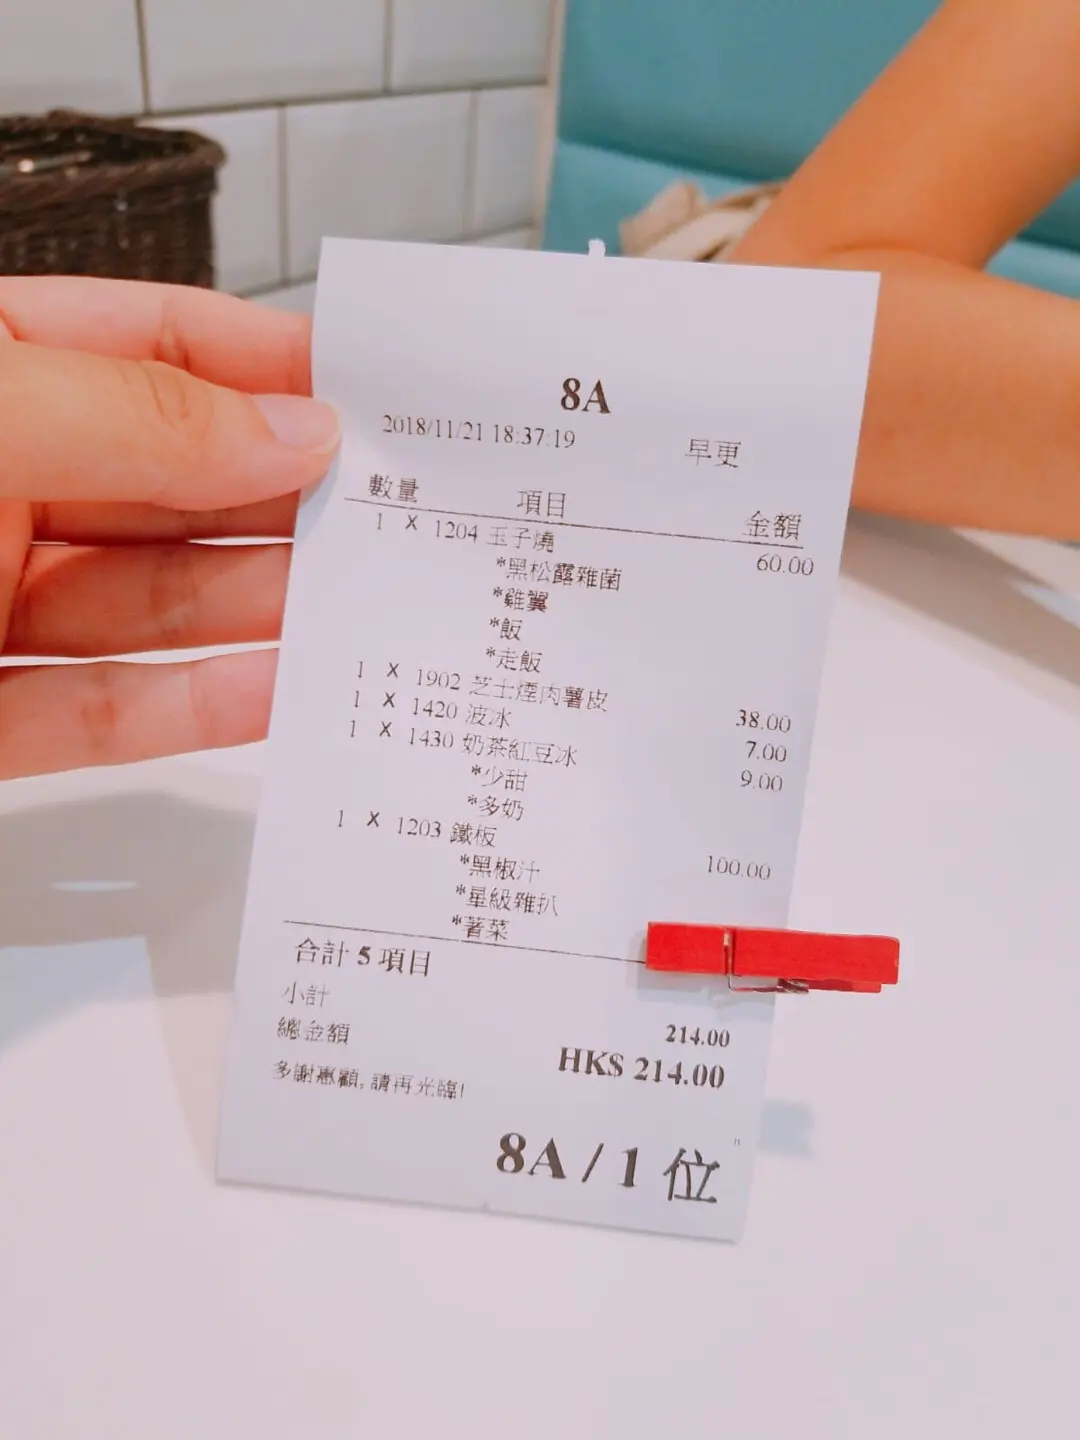 8A
2018/11/21 18:37:19 早更
數量 項目 金額
1 X 1204 玉子燒 60.00
*黑松露雜菌
*雞翼
*飯
*走飯
1 X 1902 芝士煙肉薯皮 38.00
1 X 1420 波冰 7.00
1 X 1430 奶茶紅豆冰 9.00
*少甜
*多奶
1 X 1203 鐵板 100.00
*黑椒汁
*星級雜扒
*薯菜
合計 5 項目
小計 214.00
總金額 HK$ 214.00
多謝惠顧, 請再光臨!
8A / 1 位